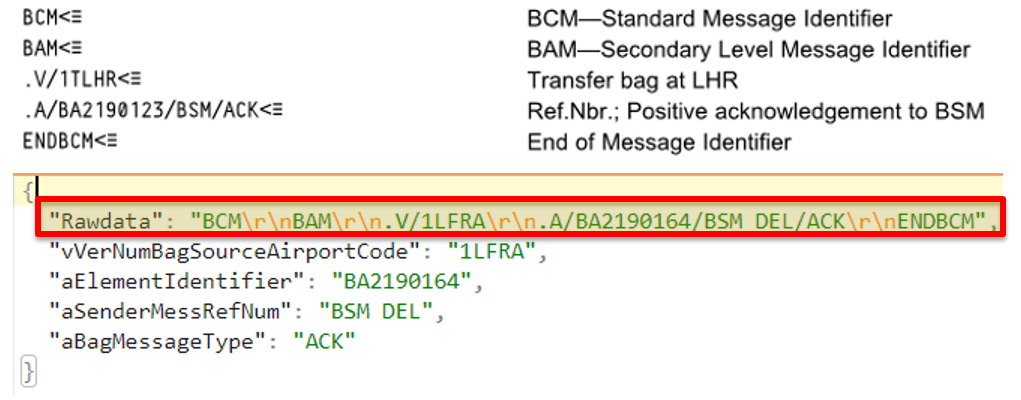 BCM<≡ BCM—Standard Message Identifier
BAM<≡ BAM—Secondary Level Message Identifier
.V/1TLHR<≡ Transfer bag at LHR
.A/BA2190123/BSM/ACK<≡ Ref.Nbr.; Positive acknowledgement to BSM
ENDBCM<≡ End of Message Identifier
{
"Rawdata": "BCM\r\nBAM\r\n.V/1LFRA\r\n.A/BA2190164/BSM DEL/ACK\r\nENDBCM",
"vVerNumBagSourceAirportCode": "1LFRA",
"aElementIdentifier": "BA2190164",
"aSenderMessRefNum": "BSM DEL",
"aBagMessageType": "ACK"
}